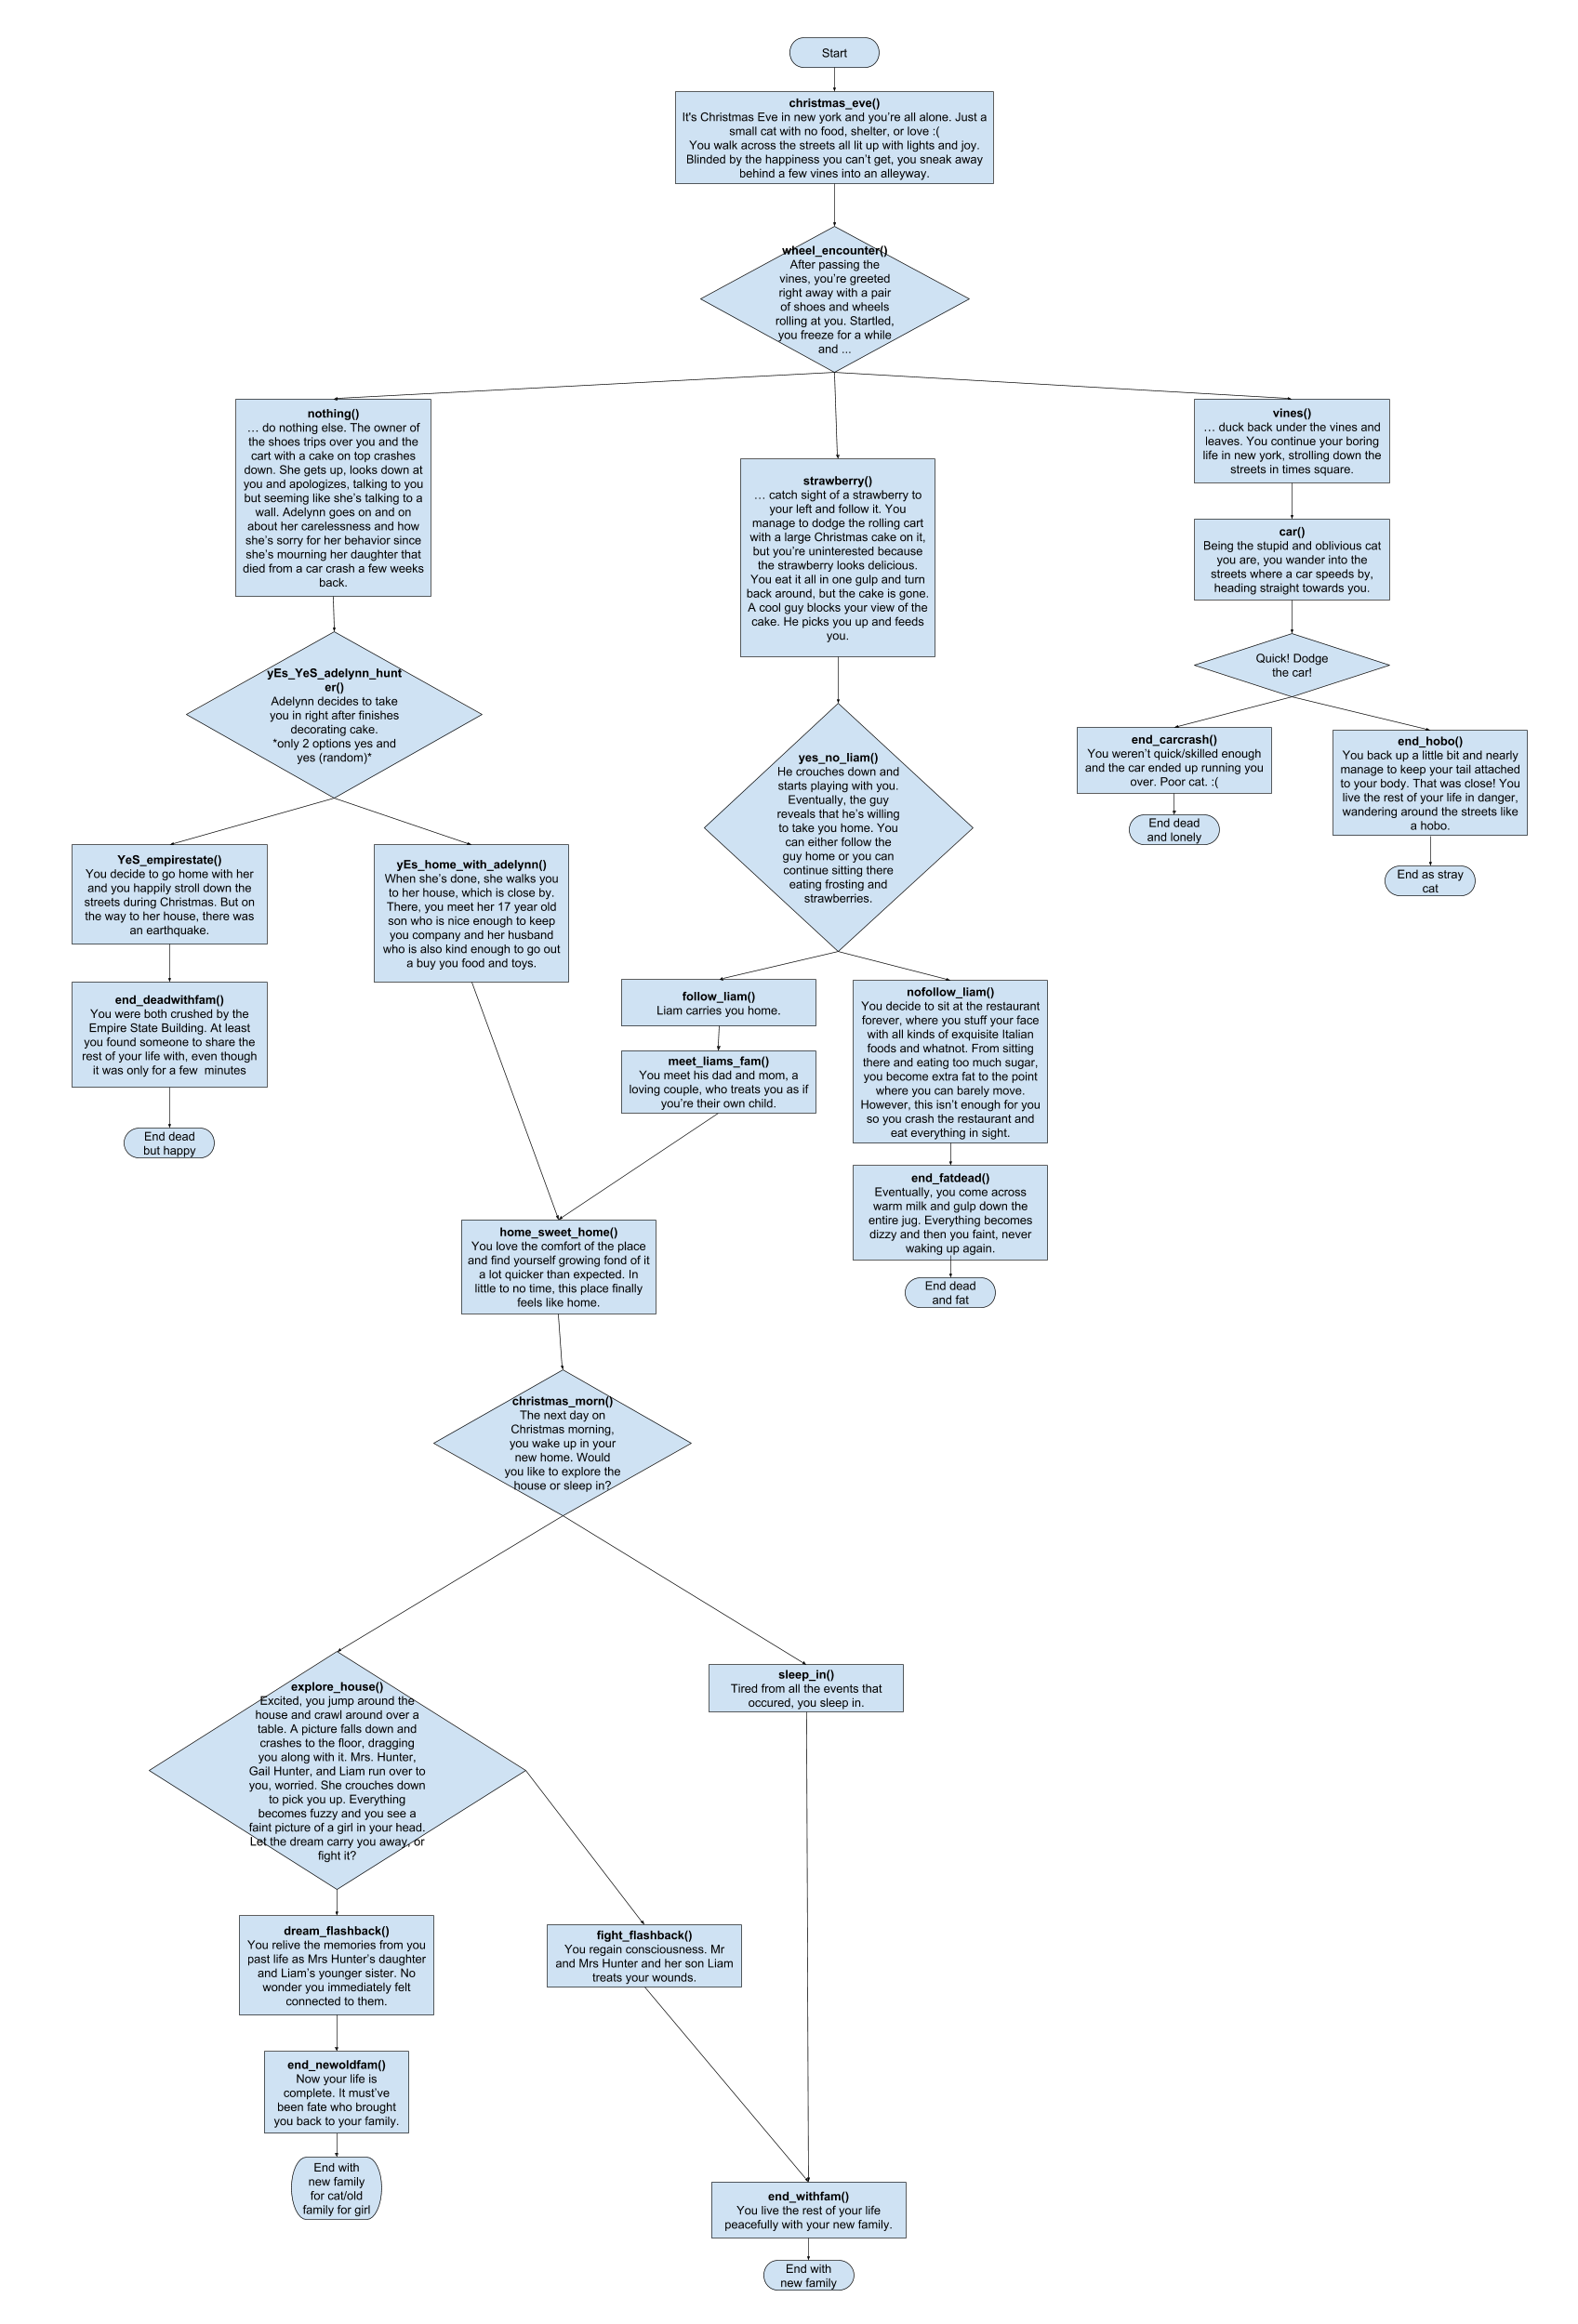 Start
christmas_eve()
It's Christmas Eve in new york and you're all alone. Just a
small cat with no food, shelter, or love :(
You walk across the streets all lit up with lights and joy.
Blinded by the happiness you can't get, you sneak away
behind a few vines into an alleyway.
wheel_encounter()
After passing the
vines, you're greeted
right away with a pair
of shoes and wheels
rolling at you. Startled,
you freeze for a while
and ...
nothing()
… do nothing else. The owner of
the shoes trips over you and the
cart with a cake on top crashes
down. She gets up, looks down at
you and apologizes, talking to you
but seeming like she's talking to a
wall. Adelynn goes on and on
about her carelessness and how
she's sorry for her behavior since
she's mourning her daughter that
died from a car crash a few weeks
back.
strawberry()
… catch sight of a strawberry to
your left and follow it. You
manage to dodge the rolling cart
with a large Christmas cake on it,
but you're uninterested because
the strawberry looks delicious.
You eat it all in one gulp and turn
back around, but the cake is gone.
A cool guy blocks your view of the
cake. He picks you up and feeds
you.
vines()
… duck back under the vines and
leaves. You continue your boring
life in new york, strolling down the
streets in times square.
car()
Being the stupid and oblivious cat
you are, you wander into the
streets where a car speeds by,
heading straight towards you.
Quick! Dodge
the car!
end_carcrash()
You weren't quick/skilled enough
and the car ended up running you
over. Poor cat. :(
End dead
and lonely
end_hobo()
You back up a little bit and nearly
manage to keep your tail attached
to your body. That was close! You
live the rest of your life in danger,
wandering around the streets like
a hobo.
End as stray
cat
yEs_YeS_adelynn_hunt
er()
Adelynn decides to take
you in right after finishes
decorating cake.
*only 2 options yes and
yes (random)*
yes_no_liam()
He crouches down and
starts playing with you.
Eventually, the guy
reveals that he's willing
to take you home. You
can either follow the
guy home or you can
continue sitting there
eating frosting and
strawberries.
YeS_empirestate()
You decide to go home with her
and you happily stroll down the
streets during Christmas. But on
the way to her house, there was
an earthquake.
yEs_home_with_adelynn()
When she's done, she walks you
to her house, which is close by.
There, you meet her 17 year old
son who is nice enough to keep
you company and her husband
who is also kind enough to go out
a buy you food and toys.
end_deadwithfam()
You were both crushed by the
Empire State Building. At least
you found someone to share the
rest of your life with, even though
it was only for a few  minutes
End dead
but happy
follow_liam()
Liam carries you home.
meet_liams_fam()
You meet his dad and mom, a
loving couple, who treats you as if
you're their own child.
nofollow_liam()
You decide to sit at the restaurant
forever, where you stuff your face
with all kinds of exquisite Italian
foods and whatnot. From sitting
there and eating too much sugar,
you become extra fat to the point
where you can barely move.
However, this isn't enough for you
so you crash the restaurant and
eat everything in sight.
end_fatdead()
Eventually, you come across
warm milk and gulp down the
entire jug. Everything becomes
dizzy and then you faint, never
waking up again.
End dead
and fat
home_sweet_home()
You love the comfort of the place
and find yourself growing fond of it
a lot quicker than expected. In
little to no time, this place finally
feels like home.
christmas_morn()
The next day on
Christmas morning,
you wake up in your
new home. Would
you like to explore the
house or sleep in?
explore_house()
Excited, you jump around the
house and crawl around over a
table. A picture falls down and
crashes to the floor, dragging
you along with it. Mrs. Hunter,
Gail Hunter, and Liam run over to
you, worried. She crouches down
to pick you up. Everything
becomes fuzzy and you see a
faint picture of a girl in your head.
Let the dream carry you away, or
fight it?
sleep_in()
Tired from all the events that
occured, you sleep in.
dream_flashback()
You relive the memories from you
past life as Mrs Hunter's daughter
and Liam's younger sister. No
wonder you immediately felt
connected to them.
fight_flashback()
You regain consciousness. Mr
and Mrs Hunter and her son Liam
treats your wounds.
end_newoldfam()
Now your life is
complete. It must've
been fate who brought
you back to your family.
End with
new family
for cat/old
family for girl
end_withfam()
You live the rest of your life
peacefully with your new family.
End with
new family